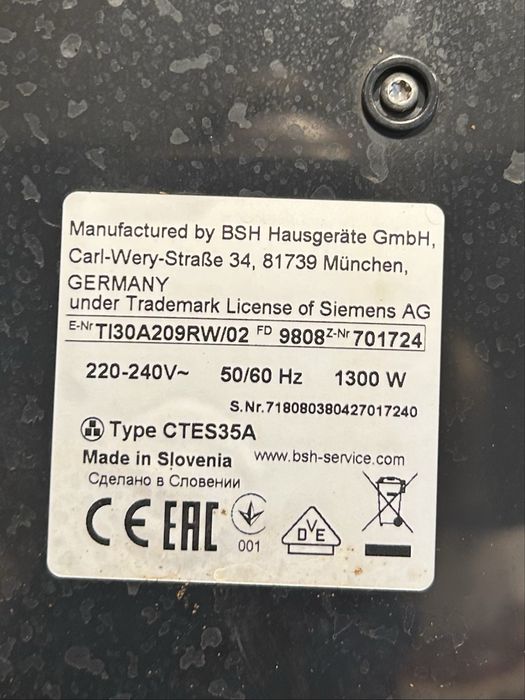 Manufactured by BSH Hausgeräte GmbH,
Carl-Wery-Straße 34, 81739 München,
GERMANY
under Trademark License of Siemens AG
E-Nr TI30A209RW/02 FD 9808 Z-Nr 701724
220-240V~ 50/60 Hz 1300 W
S.Nr.718080380427017240
Type CTES35A
Made in Slovenia www.bsh-service.com
Сделано в Словении
CE EAC 001 DVE